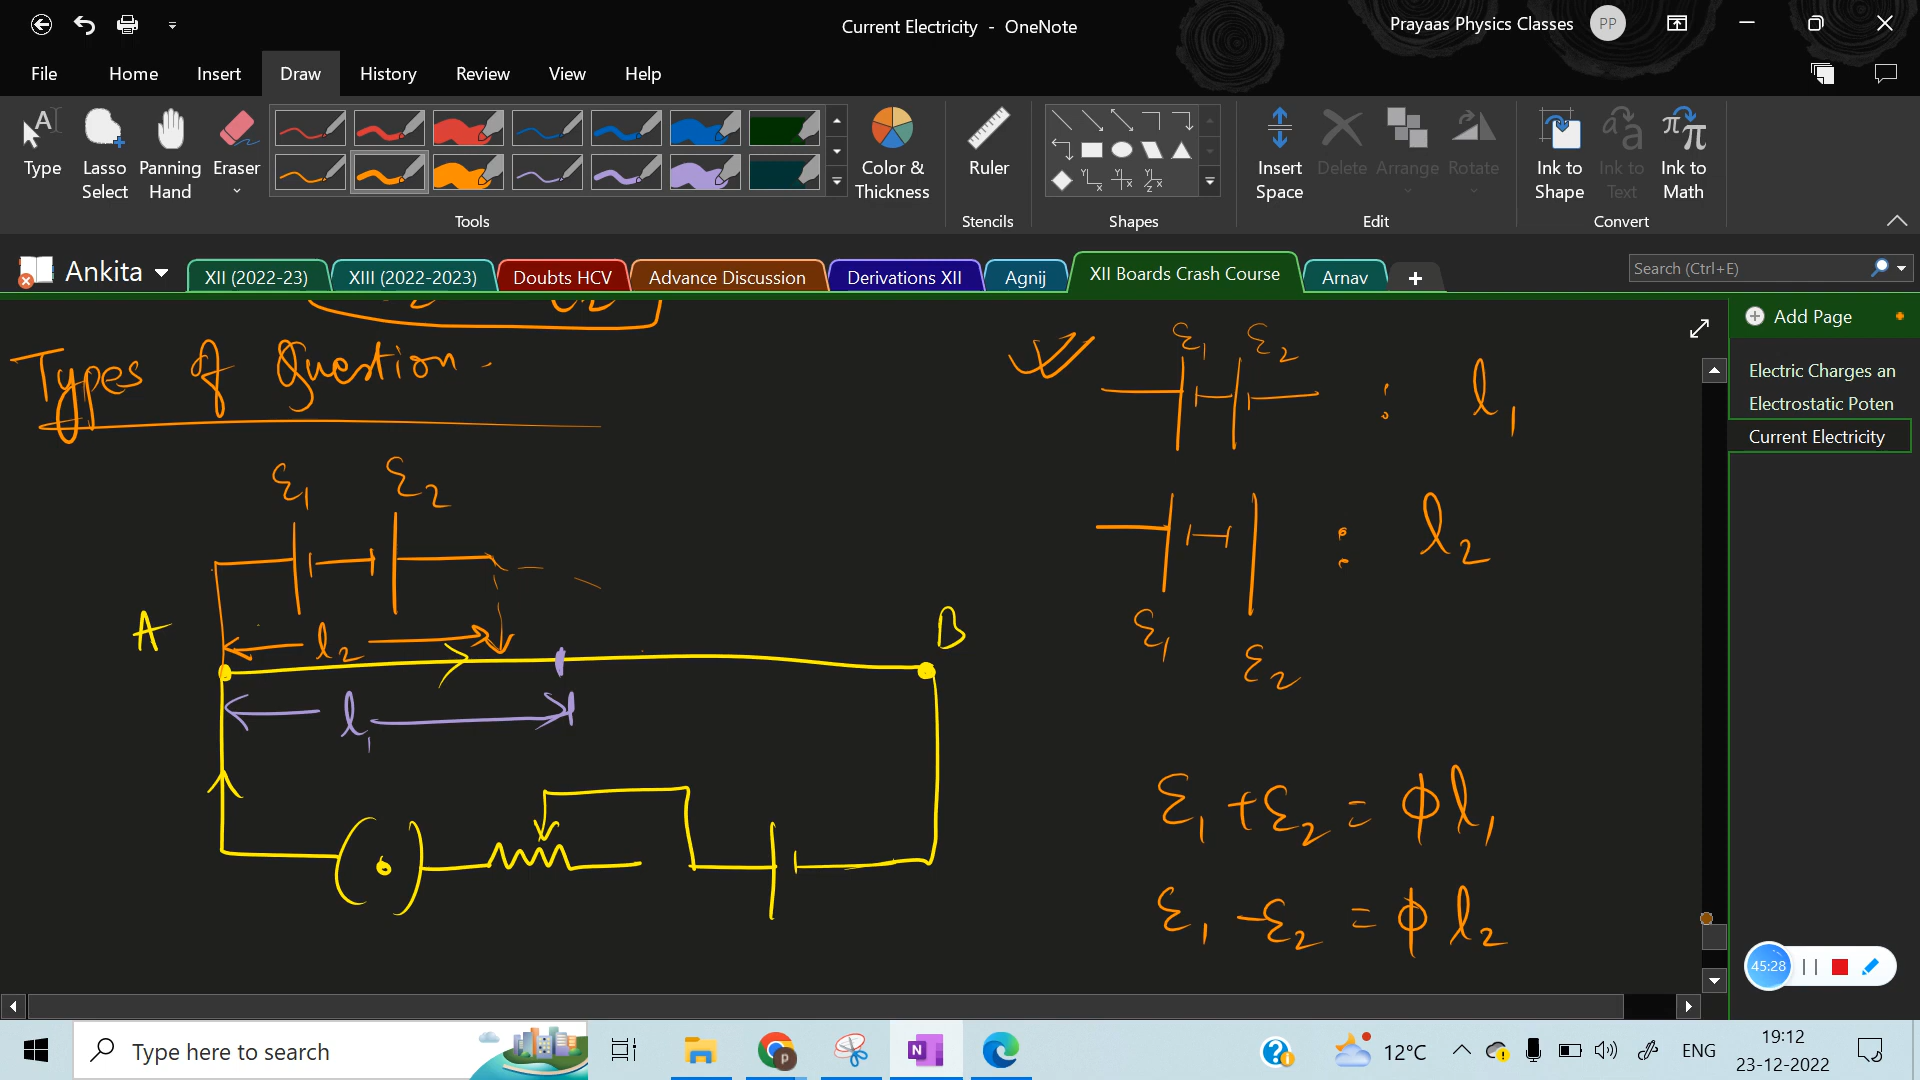 Current Electricity - OneNote
Prayaas Physics Classes PP
File Home Insert Draw History Review View Help
Type
Lasso Select
Panning Hand
Eraser
Color & Thickness
Ruler
Insert Space
Delete
Arrange
Rotate
Ink to Shape
Ink to Text
Ink to Math
Tools Stencils Shapes Edit Convert
Ankita XII (2022-23) XIII (2022-2023) Doubts HCV Advance Discussion Derivations XII Agnij XII Boards Crash Course Arnav +
Search (Ctrl+E)
Add Page
Electric Charges an
Electrostatic Poten
Current Electricity
Types of Question -
ε₁ ε₂
: l₁
ε₁ ε₂
: l₂
ε₁
ε₂
A B
l₂
l₁
ε₁ + ε₂ = ϕl₁
ε₁ - ε₂ = ϕl₂
45:28
Type here to search
12°C
ENG
19:12
23-12-2022